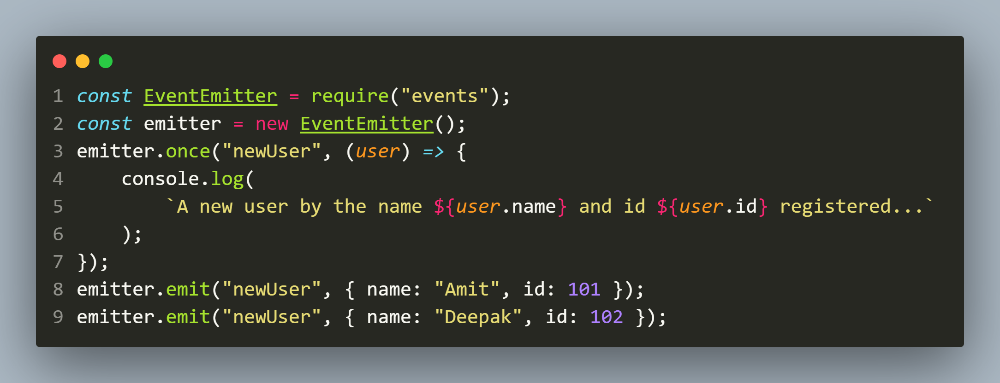 1 const EventEmitter = require("events");
2 const emitter = new EventEmitter();
3 emitter.once("newUser", (user) => {
4     console.log(
5         `A new user by the name ${user.name} and id ${user.id} registered...`
6     );
7 });
8 emitter.emit("newUser", { name: "Amit", id: 101 });
9 emitter.emit("newUser", { name: "Deepak", id: 102 });